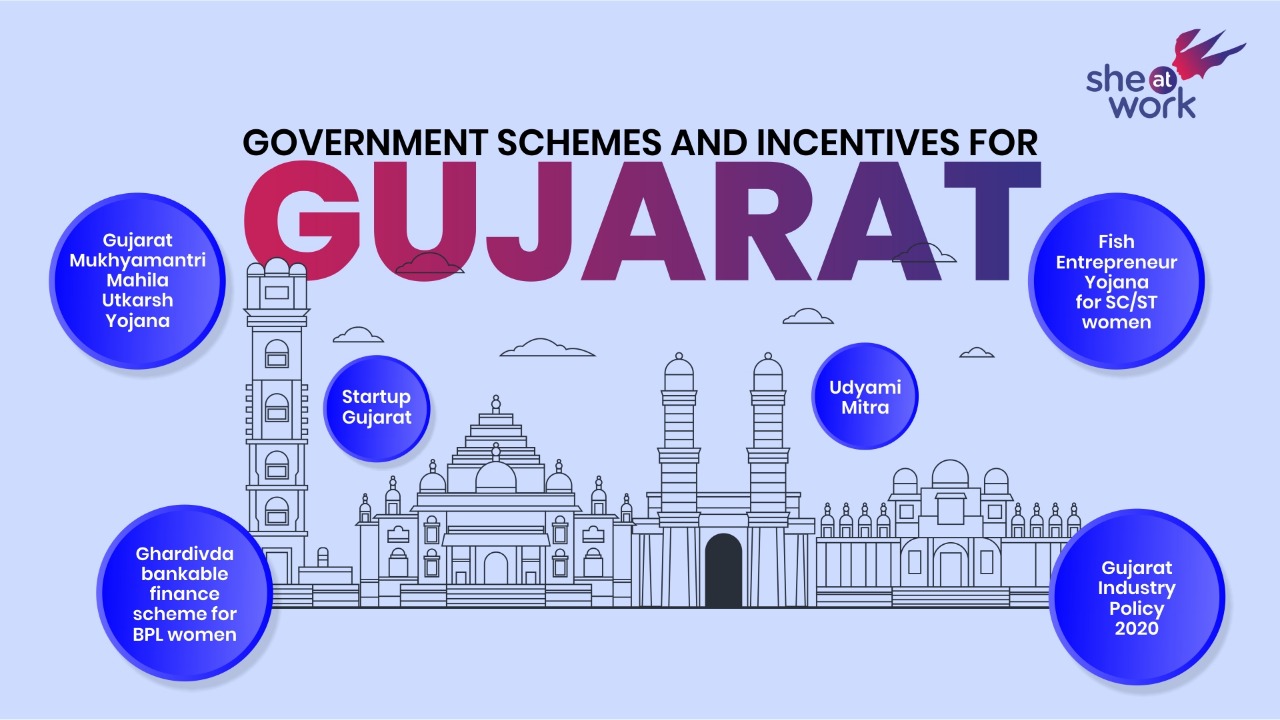 she at
work
GOVERNMENT SCHEMES AND INCENTIVES FOR
GUJARAT
Gujarat
Mukhyamantri
Mahila
Utkarsh
Yojana
Fish
Entrepreneur
Yojana
for SC/ST
women
Startup
Gujarat
Udyami
Mitra
Ghardivda
bankable
finance
scheme for
BPL women
Gujarat
Industry
Policy
2020